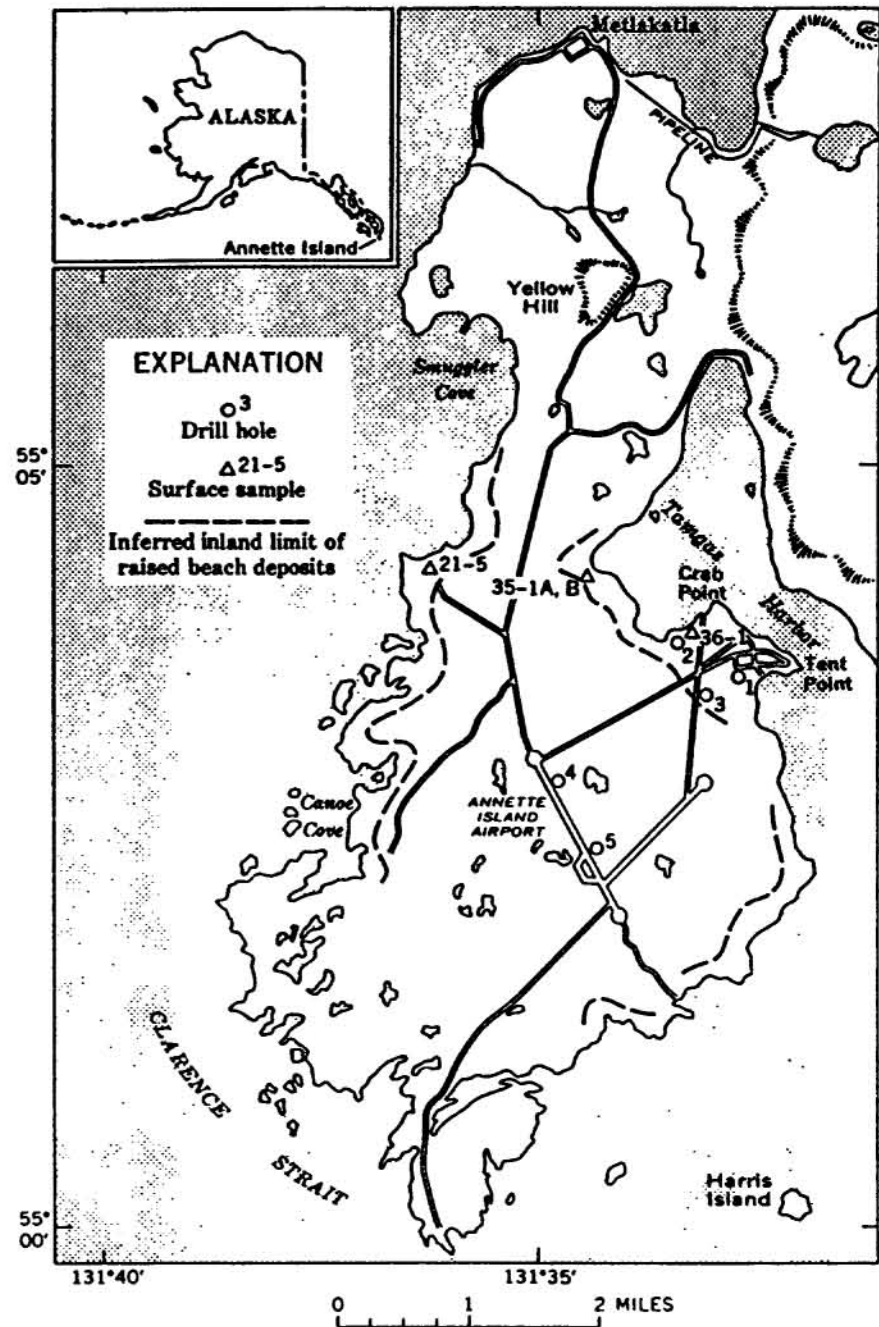 ALASKA
Annette Island
Metlakatla
PIPELINE
Yellow
Hill
Smuggler
Cove
EXPLANATION
3
Drill hole
21-5
Surface sample
Inferred inland limit of
raised beach deposits
55°
05'
21-5
35-1A, B
Tamgas
Harbor
Crab
Point
36-1
2
Tent
Point
1
3
4
ANNETTE
ISLAND
AIRPORT
5
Canoe
Cove
CLARENCE
STRAIT
Harris
Island
55°
00'
131°40'
131°35'
0 1 2 MILES